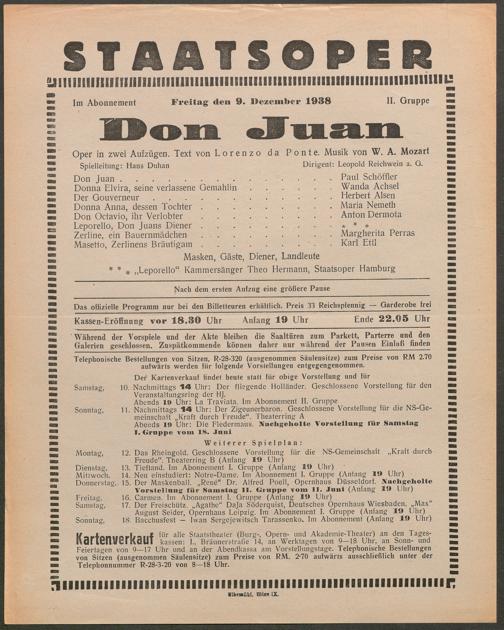 STAATSOPER
Im Abonnement Freitag den 9. Dezember 1938 II. Gruppe
Don Juan
Oper in zwei Aufzügen. Text von Lorenzo da Ponte. Musik von W. A. Mozart
Spielleitung: Hans Duhan Dirigent: Leopold Reichwein a. G.
Don Juan . . . . . . . . . . . Paul Schöffler
Donna Elvira, seine verlassene Gemahlin . . . . . Wanda Achsel
Der Gouverneur . . . . . . . . . . Herbert Alsen
Donna Anna, dessen Tochter . . . . . . . . Maria Nemeth
Don Octavio, ihr Verlobter . . . . . . . . Anton Dermota
Leporello, Don Juans Diener . . . . . . . . * * *
Zerline, ein Bauernmädchen . . . . . . . . Margherita Perras
Masetto, Zerlinens Bräutigam . . . . . . . . Karl Ettl
Masken, Gäste, Diener, Landleute
* * * „Leporello" Kammersänger Theo Hermann, Staatsoper Hamburg
Nach dem ersten Aufzug eine größere Pause
Das offizielle Programm nur bei den Billetteuren erhältlich. Preis 33 Reichspfennig — Garderobe frei
Kassen-Eröffnung vor 18.30 Uhr Anfang 19 Uhr Ende 22.05 Uhr
Während der Vorspiele und der Akte bleiben die Saaltüren zum Parkett, Parterre und den
Galerien geschlossen. Zuspätkommende können daher nur während der Pausen Einlaß finden
Telephonische Bestellungen von Sitzen, R-28-320 (ausgenommen Säulensitze) zum Preise von RM 2.70
aufwärts werden für folgende Vorstellungen entgegengenommen.
Der Kartenverkauf findet heute statt für obige Vorstellung und für
Samstag, 10. Nachmittags 14 Uhr: Der fliegende Holländer. Geschlossene Vorstellung für den
Veranstaltungsring der HJ.
Abends 19 Uhr: La Traviata. Im Abonnement II. Gruppe
Sonntag, 11. Nachmittags 14 Uhr: Der Zigeunerbaron. Geschlossene Vorstellung für die NS-Ge-
meinschaft „Kraft durch Freude". Theaterring A
Abends 19 Uhr: Die Fledermaus. Nachgeholte Vorstellung für Samstag
I. Gruppe vom 18. Juni
Weiterer Spielplan:
Montag, 12. Das Rheingold. Geschlossene Vorstellung für die NS-Gemeinschaft „Kraft durch
Freude". Theaterring B (Anfang 19 Uhr)
Dienstag, 13. Tiefland. Im Abonnement I. Gruppe (Anfang 19 Uhr)
Mittwoch, 14. Neu einstudiert: Notre-Dame. Im Abonnement I. Gruppe (Anfang 19 Uhr)
Donnerstag, 15. Der Maskenball. „René" Dr. Alfred Poell, Opernhaus Düsseldorf. Nachgeholte
Vorstellung für Samstag II. Gruppe vom 11. Juni (Anfang 19 Uhr)
Freitag, 16. Carmen. Im Abonnement I. Gruppe (Anfang 19 Uhr)
Samstag, 17. Der Freischütz. „Agathe" Daja Söderquist, Deutsches Opernhaus Wiesbaden, „Max"
August Seider, Opernhaus Leipzig. Im Abonnement I. Gruppe (Anfang 19 Uhr)
Sonntag, 18. Bacchusfest — Iwan Sergejewitsch Tarassenko. Im Abonnement (Anfang 19 Uhr)
Kartenverkauf für alle Staatstheater (Burg-, Opern- und Akademie-Theater) an den Tages-
kassen: I., Bräunerstraße 14, an Werktagen von 9—18 Uhr, an Sonn- und
Feiertagen von 9—17 Uhr und an der Abendkassa am Vorstellungstage. Telephonische Bestellungen
von Sitzen (ausgenommen Säulensitze) zum Preise von RM. 2·70 aufwärts ausschließlich unter der
Telephonnummer R-28-3-20 von 8—18 Uhr.